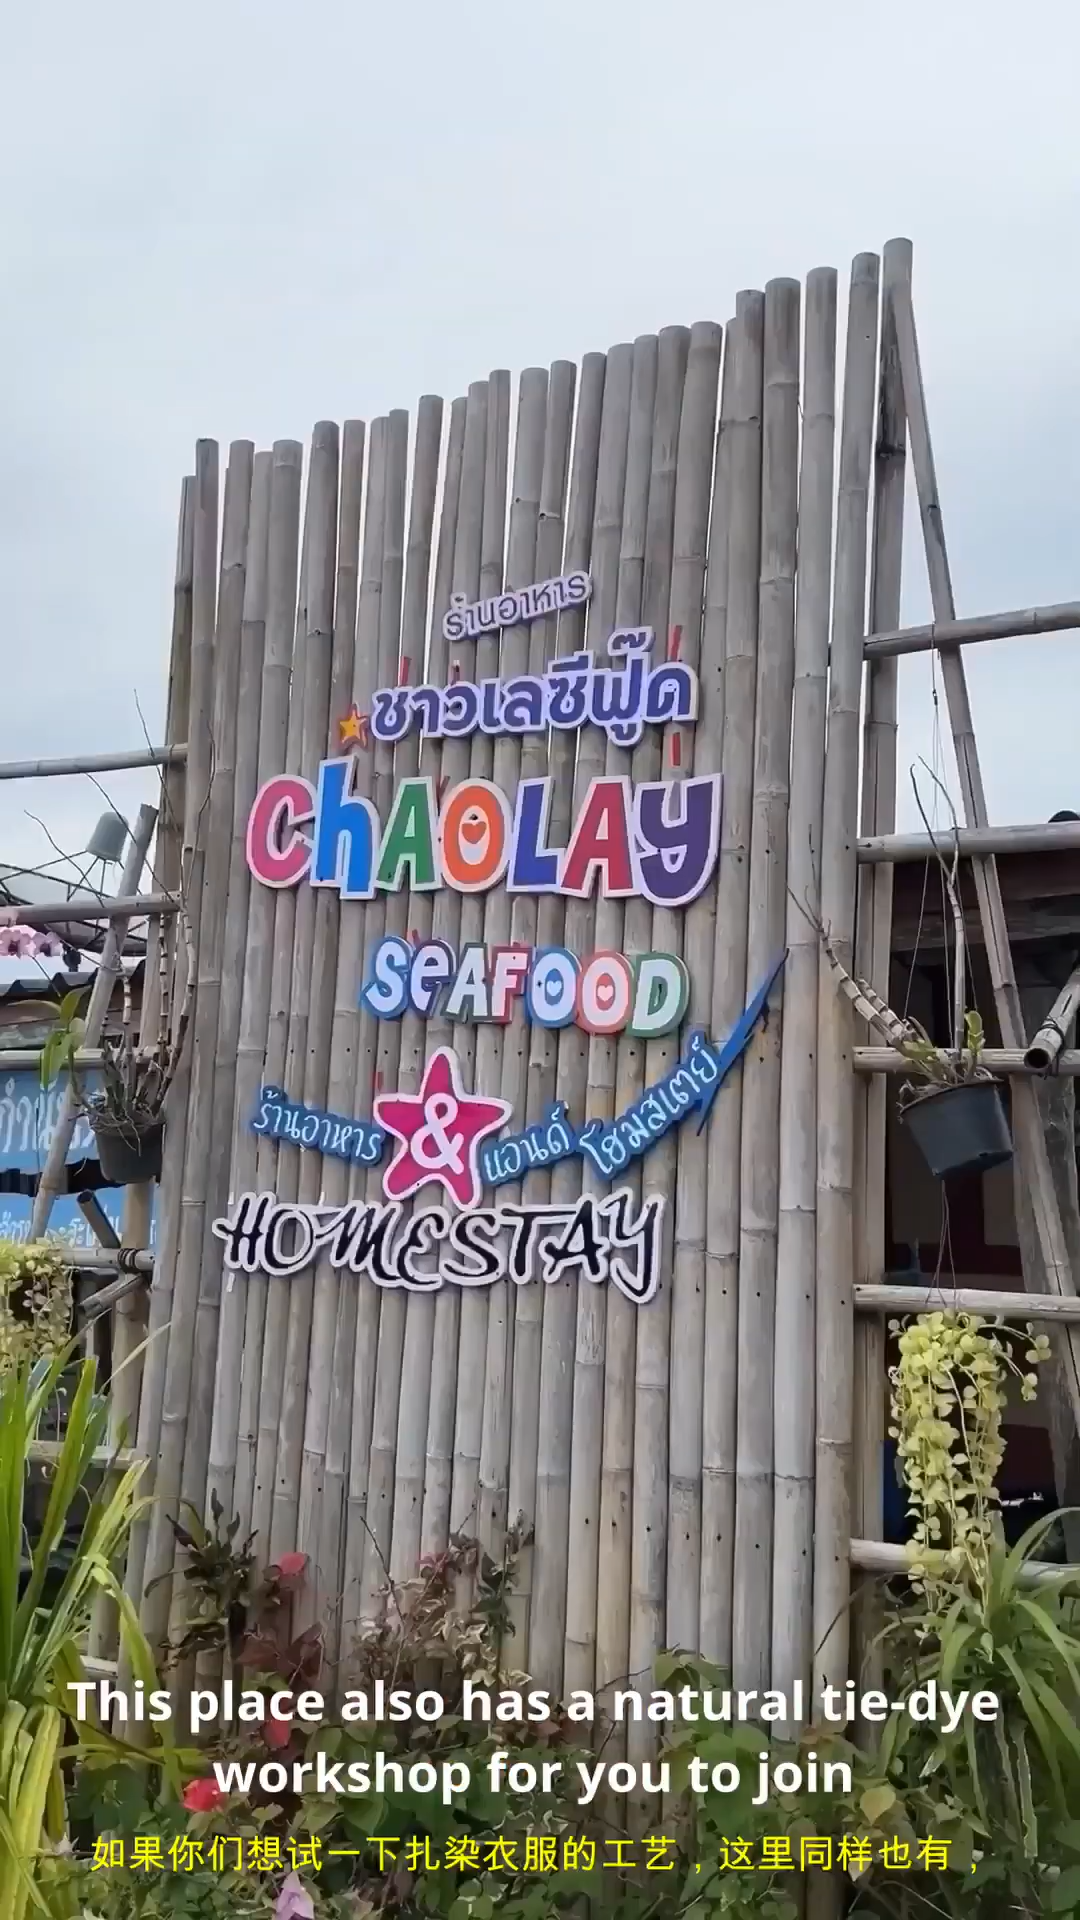 ร้านอาหาร
ชาวเลซีฟู๊ด
CHAOLAY
SEAFOOD
ร้านอาหาร & แอนด์ โฮมสเตย์
HOMESTAY
This place also has a natural tie-dye
workshop for you to join
如果你们想试一下扎染衣服的工艺，这里同样也有，